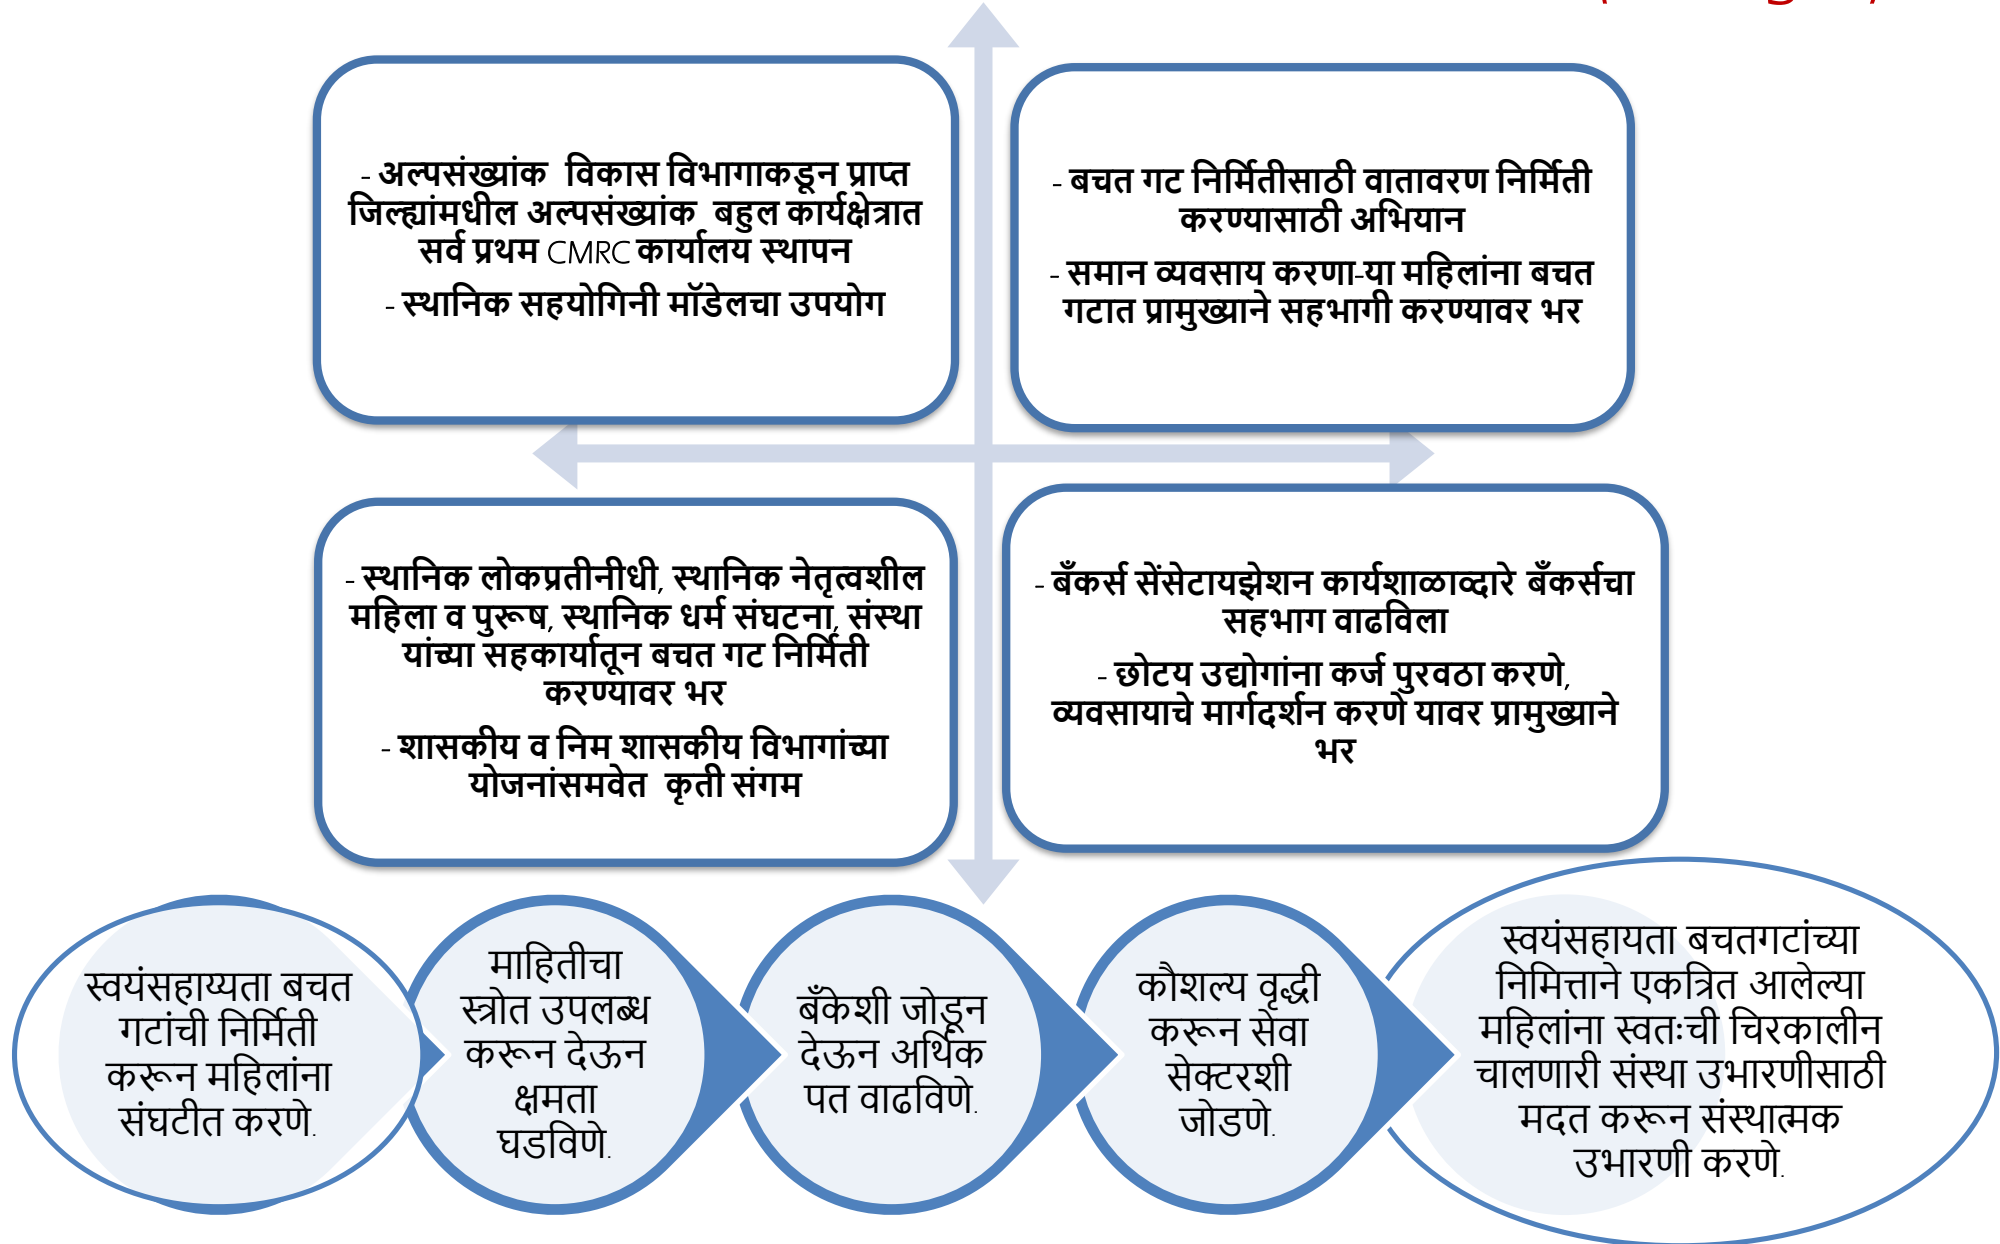 - अल्पसंख्यांक विकास विभागाकडून प्राप्त
जिल्ह्यांमधील अल्पसंख्यांक बहुल कार्यक्षेत्रात
सर्व प्रथम CMRC कार्यालय स्थापन
- स्थानिक सहयोगिनी मॉडेलचा उपयोग
- बचत गट निर्मितीसाठी वातावरण निर्मिती
करण्यासाठी अभियान
- समान व्यवसाय करणा-या महिलांना बचत
गटात प्रामुख्याने सहभागी करण्यावर भर
- स्थानिक लोकप्रतीनीधी, स्थानिक नेतृत्वशील
महिला व पुरूष, स्थानिक धर्म संघटना, संस्था
यांच्या सहकार्यातून बचत गट निर्मिती
करण्यावर भर
- शासकीय व निम शासकीय विभागांच्या
योजनांसमवेत कृती संगम
- बँकर्स सेंसेटायझेशन कार्यशाळाव्दारे बँकर्सचा
सहभाग वाढविला
- छोटय उद्योगांना कर्ज पुरवठा करणे,
व्यवसायाचे मार्गदर्शन करणे यावर प्रामुख्याने
भर
स्वयंसहाय्यता बचत
गटांची निर्मिती
करून महिलांना
संघटीत करणे.
माहितीचा
स्त्रोत उपलब्ध
करून देऊन
क्षमता
घडविणे.
बँकेशी जोडून
देऊन अर्थिक
पत वाढविणे.
कौशल्य वृद्धी
करून सेवा
सेक्टरशी
जोडणे.
स्वयंसहायता बचतगटांच्या
निमित्ताने एकत्रित आलेल्या
महिलांना स्वतःची चिरकालीन
चालणारी संस्था उभारणीसाठी
मदत करून संस्थात्मक
उभारणी करणे.